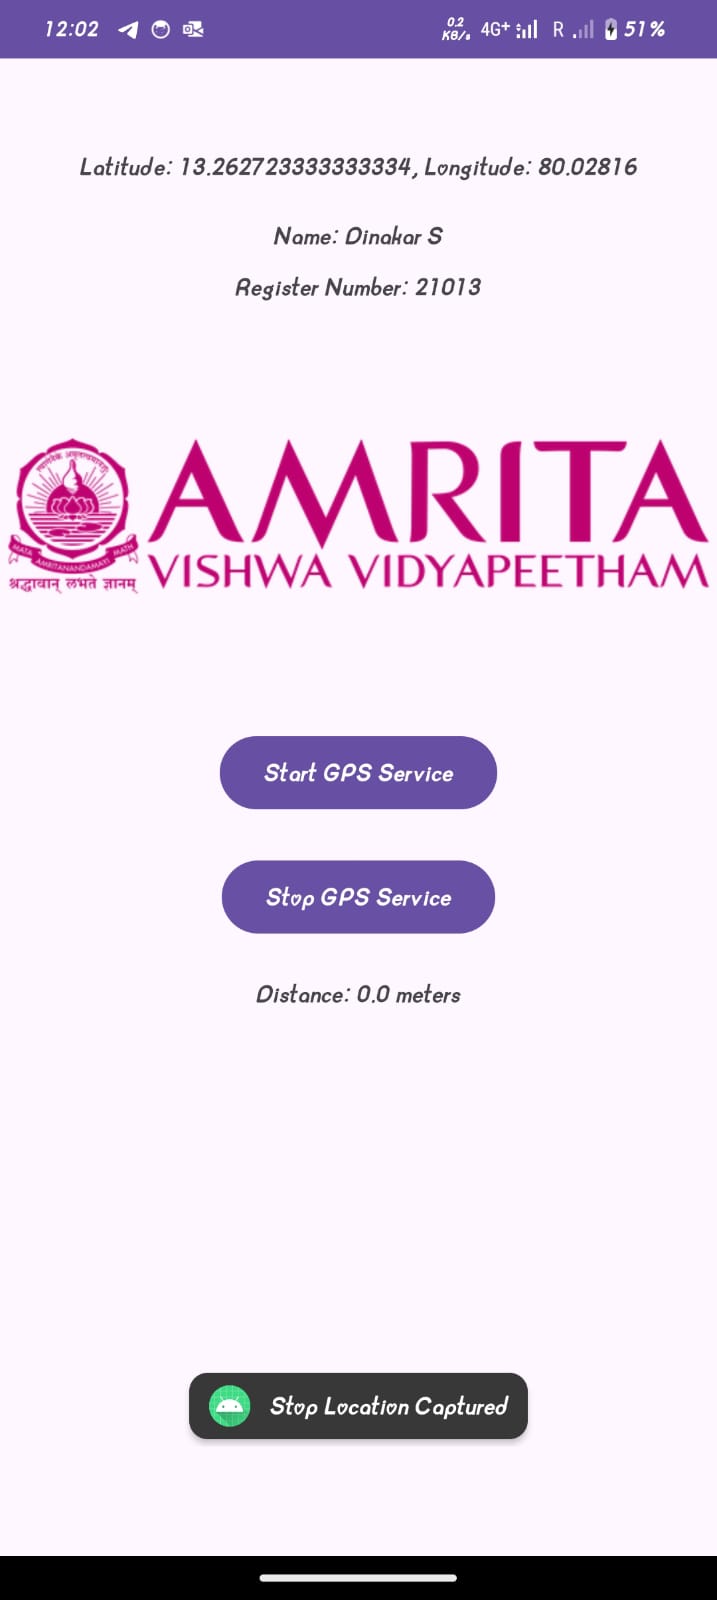 12:02
0.2
KB/s
4G+
R
51%
Latitude: 13.262723333333334, Longitude: 80.02816
Name: Dinakar S
Register Number: 21013
AMRITA
VISHWA VIDYAPEETHAM
MATA AMRITANANDAMAYI MATH
श्रद्धावान् लभते ज्ञानम्
Start GPS Service
Stop GPS Service
Distance: 0.0 meters
Stop Location Captured